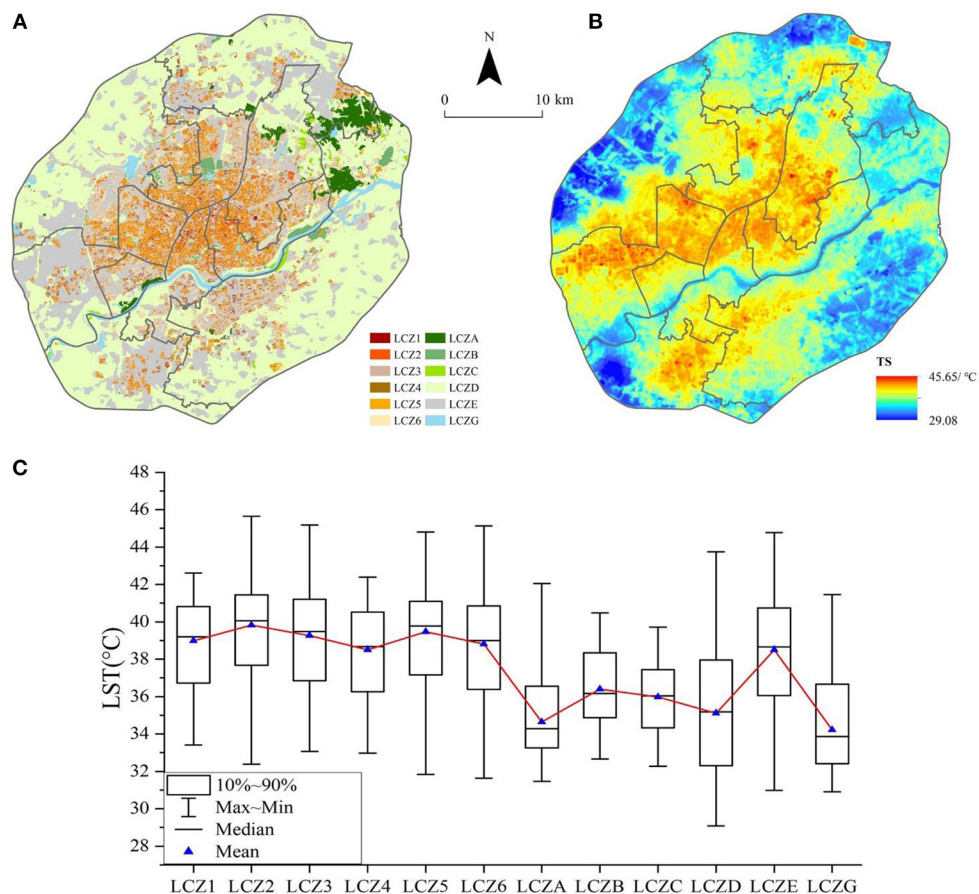 A
B
N
0 10 km
LCZ1 LCZA
LCZ2 LCZB
LCZ3 LCZC
LCZ4 LCZD
LCZ5 LCZE
LCZ6 LCZG
TS
45.65/ °C
29.08
C
LST(°C)
48
46
44
42
40
38
36
34
32
30
28
10%~90%
Max~Min
Median
Mean
LCZ1 LCZ2 LCZ3 LCZ4 LCZ5 LCZ6 LCZA LCZB LCZC LCZD LCZE LCZG